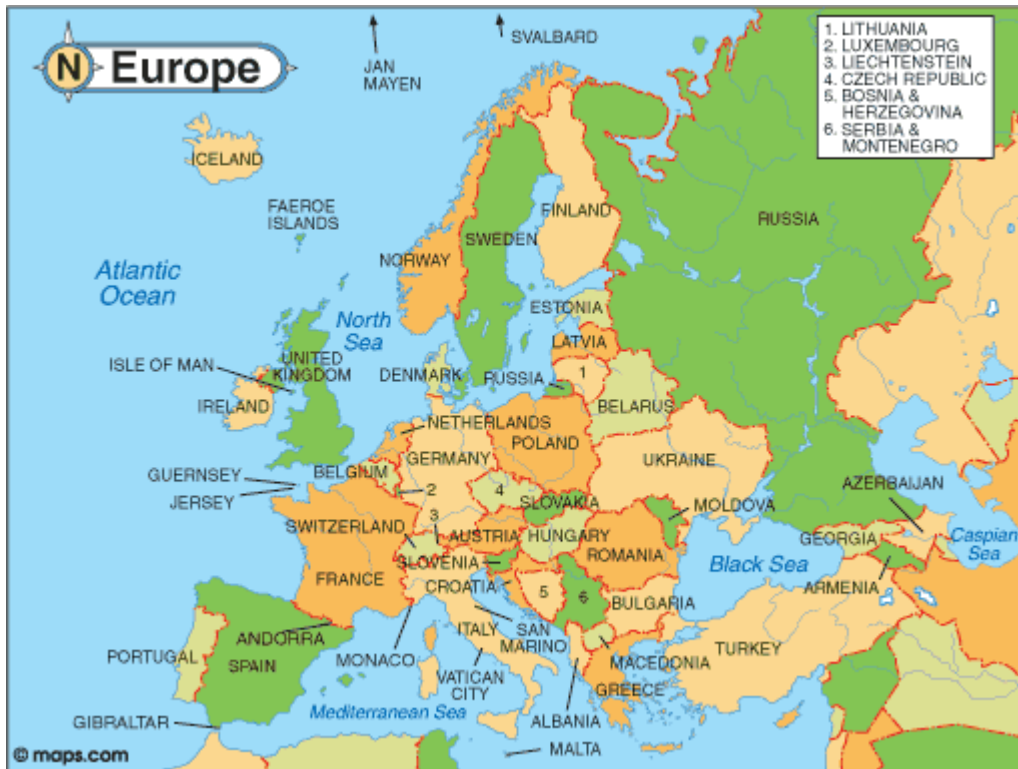 N Europe
JAN
MAYEN
SVALBARD
1. LITHUANIA
2. LUXEMBOURG
3. LIECHTENSTEIN
4. CZECH REPUBLIC
5. BOSNIA &
HERZEGOVINA
6. SERBIA &
MONTENEGRO
ICELAND
FAEROE
ISLANDS
FINLAND
RUSSIA
SWEDEN
NORWAY
Atlantic
Ocean
North
Sea
ESTONIA
LATVIA
ISLE OF MAN
UNITED
KINGDOM
DENMARK
RUSSIA
1
IRELAND
BELARUS
NETHERLANDS
POLAND
GERMANY
UKRAINE
GUERNSEY
JERSEY
BELGIUM
2
4
SLOVAKIA
MOLDOVA
AZERBAIJAN
SWITZERLAND
3
AUSTRIA
HUNGARY
ROMANIA
GEORGIA
Caspian
Sea
SLOVENIA
Black Sea
FRANCE
CROATIA
5
6
BULGARIA
ARMENIA
ANDORRA
ITALY
SAN
MARINO
TURKEY
PORTUGAL
SPAIN
MONACO
VATICAN
CITY
MACEDONIA
GREECE
GIBRALTAR
Mediterranean Sea
ALBANIA
MALTA
© maps.com